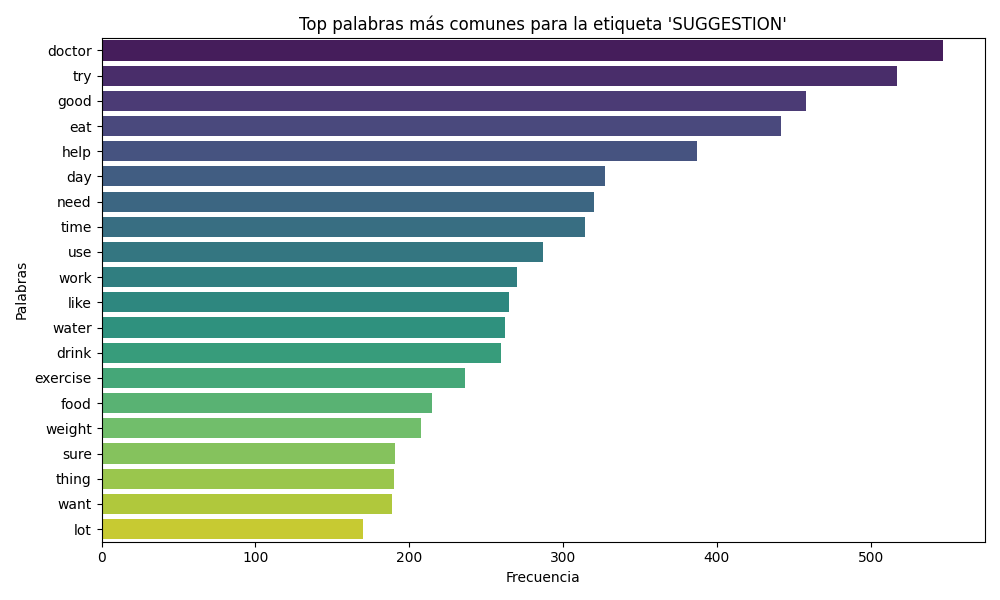 Top palabras más comunes para la etiqueta 'SUGGESTION'
Palabras
doctor
try
good
eat
help
day
need
time
use
work
like
water
drink
exercise
food
weight
sure
thing
want
lot
0 100 200 300 400 500
Frecuencia